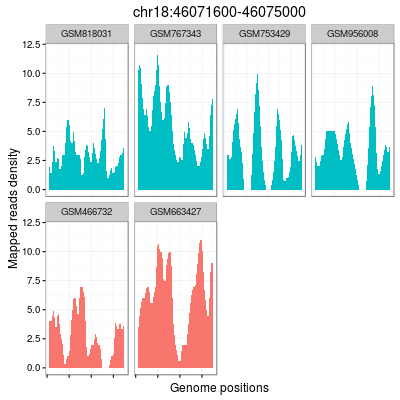 chr18:46071600-46075000
GSM818031 GSM767343 GSM753429 GSM956008
12.5
10.0
7.5
5.0
2.5
0.0
Mapped reads density
GSM466732 GSM663427
12.5
10.0
7.5
5.0
2.5
0.0
Genome positions